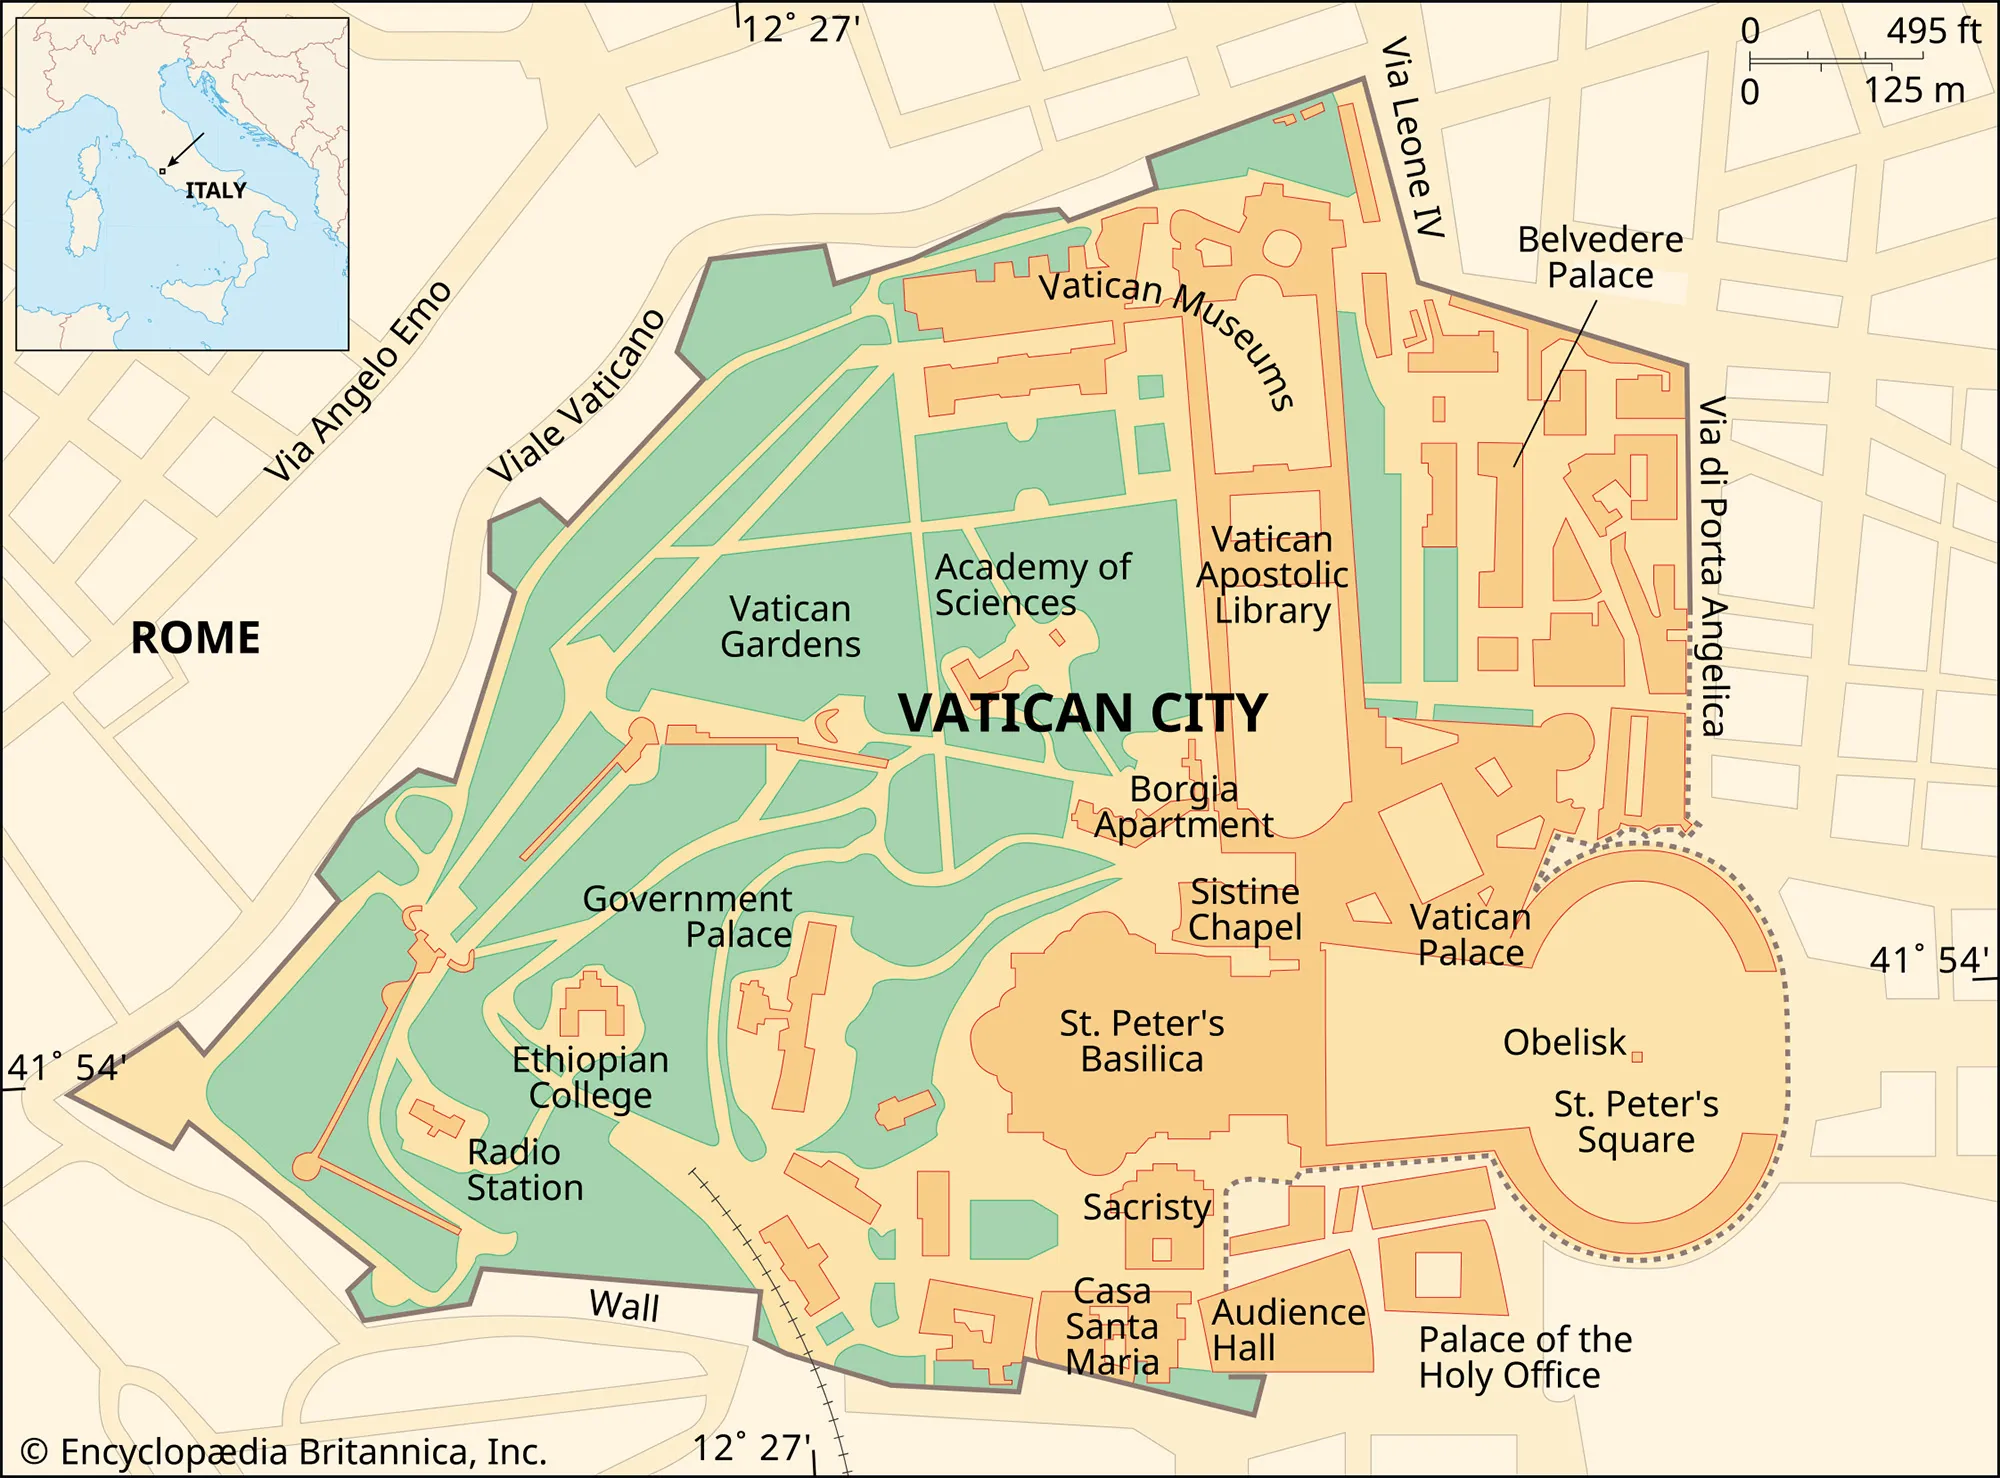 12° 27'
0 495 ft
0 125 m
Via Leone IV
ITALY
Belvedere
Palace
Vatican Museums
Via Angelo Emo
Viale Vaticano
Via di Porta Angelica
Vatican
Apostolic
Library
Academy of
Sciences
Vatican
Gardens
ROME
VATICAN CITY
Borgia
Apartment
Government
Palace
Sistine
Chapel
Vatican
Palace
41° 54'
St. Peter's
Basilica
Obelisk
Ethiopian
College
41° 54'
St. Peter's
Square
Radio
Station
Sacristy
Wall
Casa
Santa
Maria
Audience
Hall
Palace of the
Holy Office
© Encyclopædia Britannica, Inc.
12° 27'